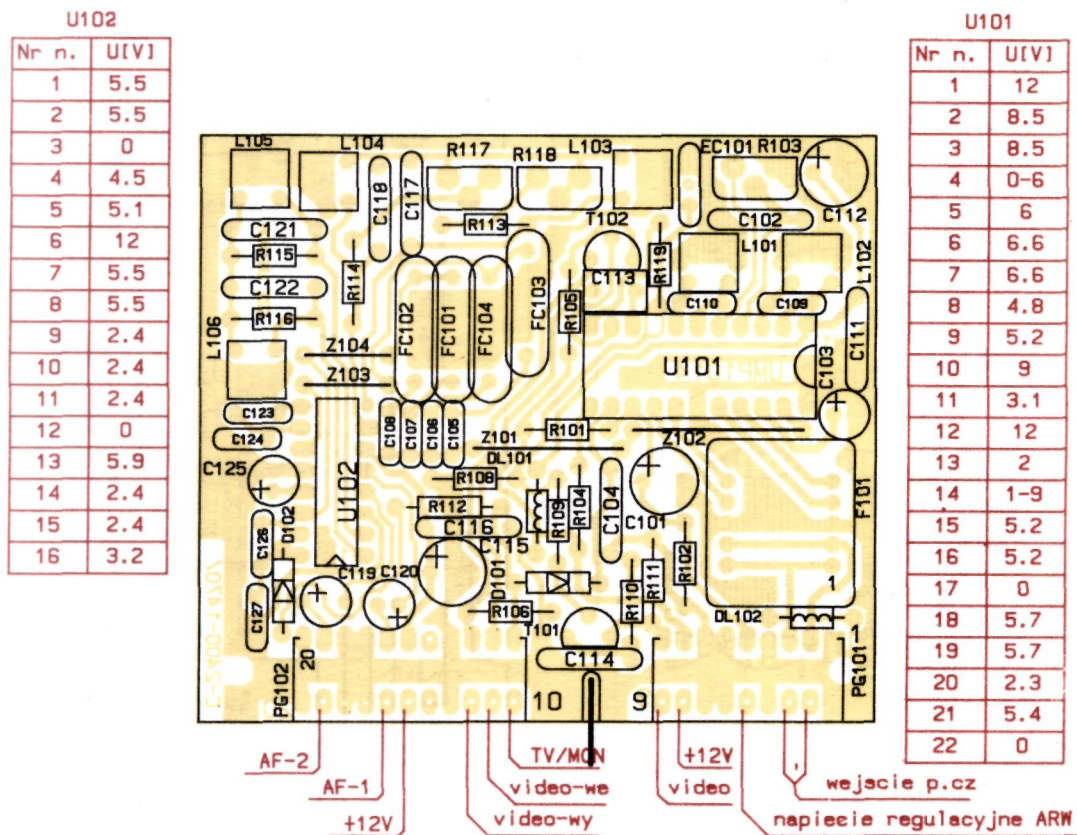 U102
Nr n. U[V]
1 5.5
2 5.5
3 0
4 4.5
5 5.1
6 12
7 5.5
8 5.5
9 2.4
10 2.4
11 2.4
12 0
13 5.9
14 2.4
15 2.4
16 3.2
U101
Nr n. U[V]
1 12
2 8.5
3 8.5
4 0-6
5 6
6 6.6
7 6.6
8 4.8
9 5.2
10 9
11 3.1
12 12
13 2
14 1-9
15 5.2
16 5.2
17 0
18 5.7
19 5.7
20 2.3
21 5.4
22 0
L105
L104
C118
C117
R117
R118
L103
EC101
R103
C112
C102
C121
R115
R114
R113
T102
R119
L101
L102
C122
R116
C113
C110
C109
L106
Z104
Z103
FC102
FC101
FC104
FC103
R105
U101
C103
C111
C123
C124
C125
U102
C108
C107
C106
C105
R101
Z101
DL101
Z102
R108
R112
C116
C115
R109
R104
C104
C101
F101
C126
D102
C127
C119
C120
D101
R106
T101
R110
R111
R102
1
DL102
C114
PG102
20
10
9
PG101
1
AF-2
AF-1
+12V
TV/MON
video-we
video-wy
+12V
video
wejscie p.cz
napiecie regulacyjne ARW